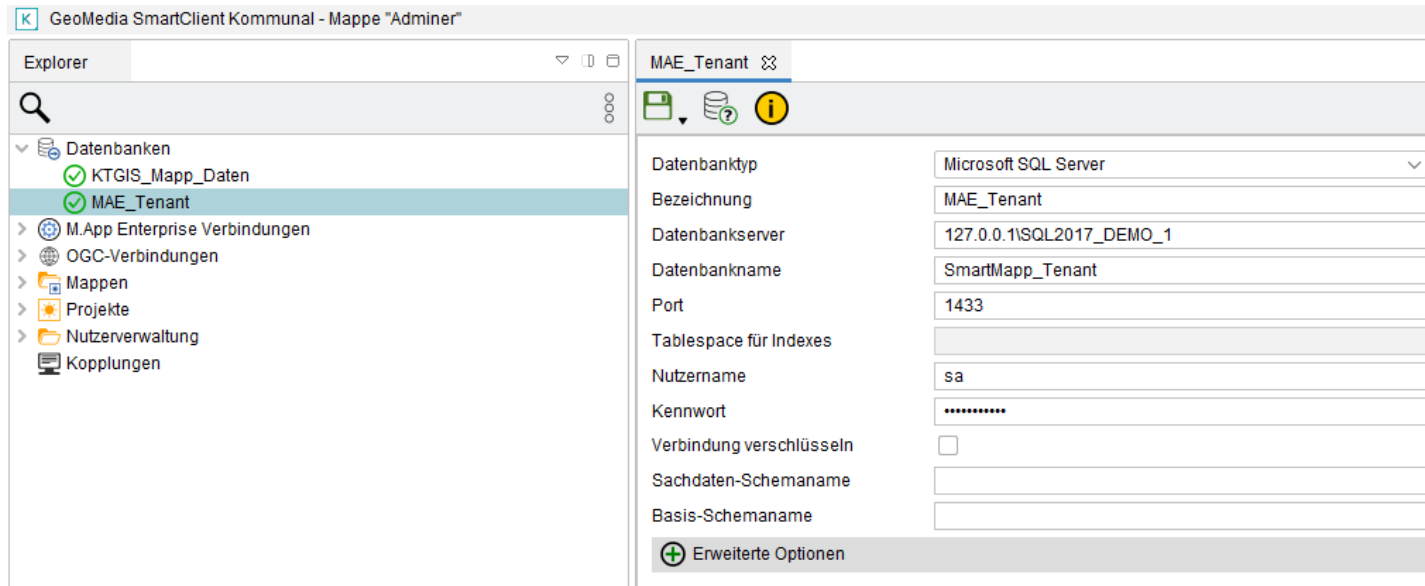 K GeoMedia SmartClient Kommunal - Mappe "Adminer"
Explorer
Datenbanken
KTGIS_Mapp_Daten
MAE_Tenant
M.App Enterprise Verbindungen
OGC-Verbindungen
Mappen
Projekte
Nutzerverwaltung
Kopplungen
MAE_Tenant
Datenbanktyp Microsoft SQL Server
Bezeichnung MAE_Tenant
Datenbankserver 127.0.0.1\SQL2017_DEMO_1
Datenbankname SmartMapp_Tenant
Port 1433
Tablespace für Indexes
Nutzername sa
Kennwort •••••••••••
Verbindung verschlüsseln
Sachdaten-Schemaname
Basis-Schemaname
Erweiterte Optionen